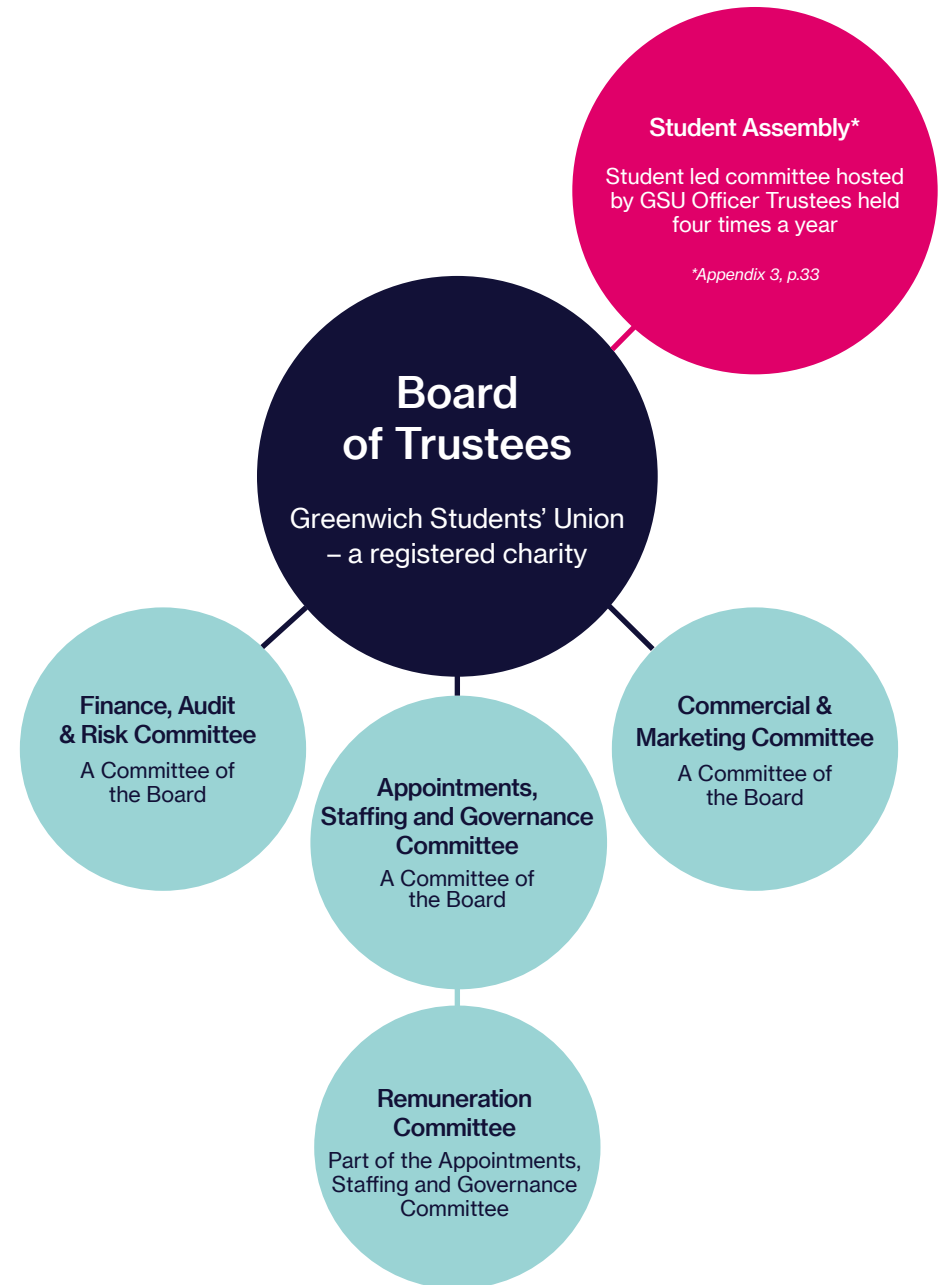 Student Assembly*
Student led committee hosted
by GSU Officer Trustees held
four times a year
*Appendix 3, p.33
Board
of Trustees
Greenwich Students’ Union
– a registered charity
Finance, Audit
& Risk Committee
A Committee of
the Board
Appointments,
Staffing and Governance
Committee
A Committee of
the Board
Commercial &
Marketing Committee
A Committee of
the Board
Remuneration
Committee
Part of the Appointments,
Staffing and Governance
Committee